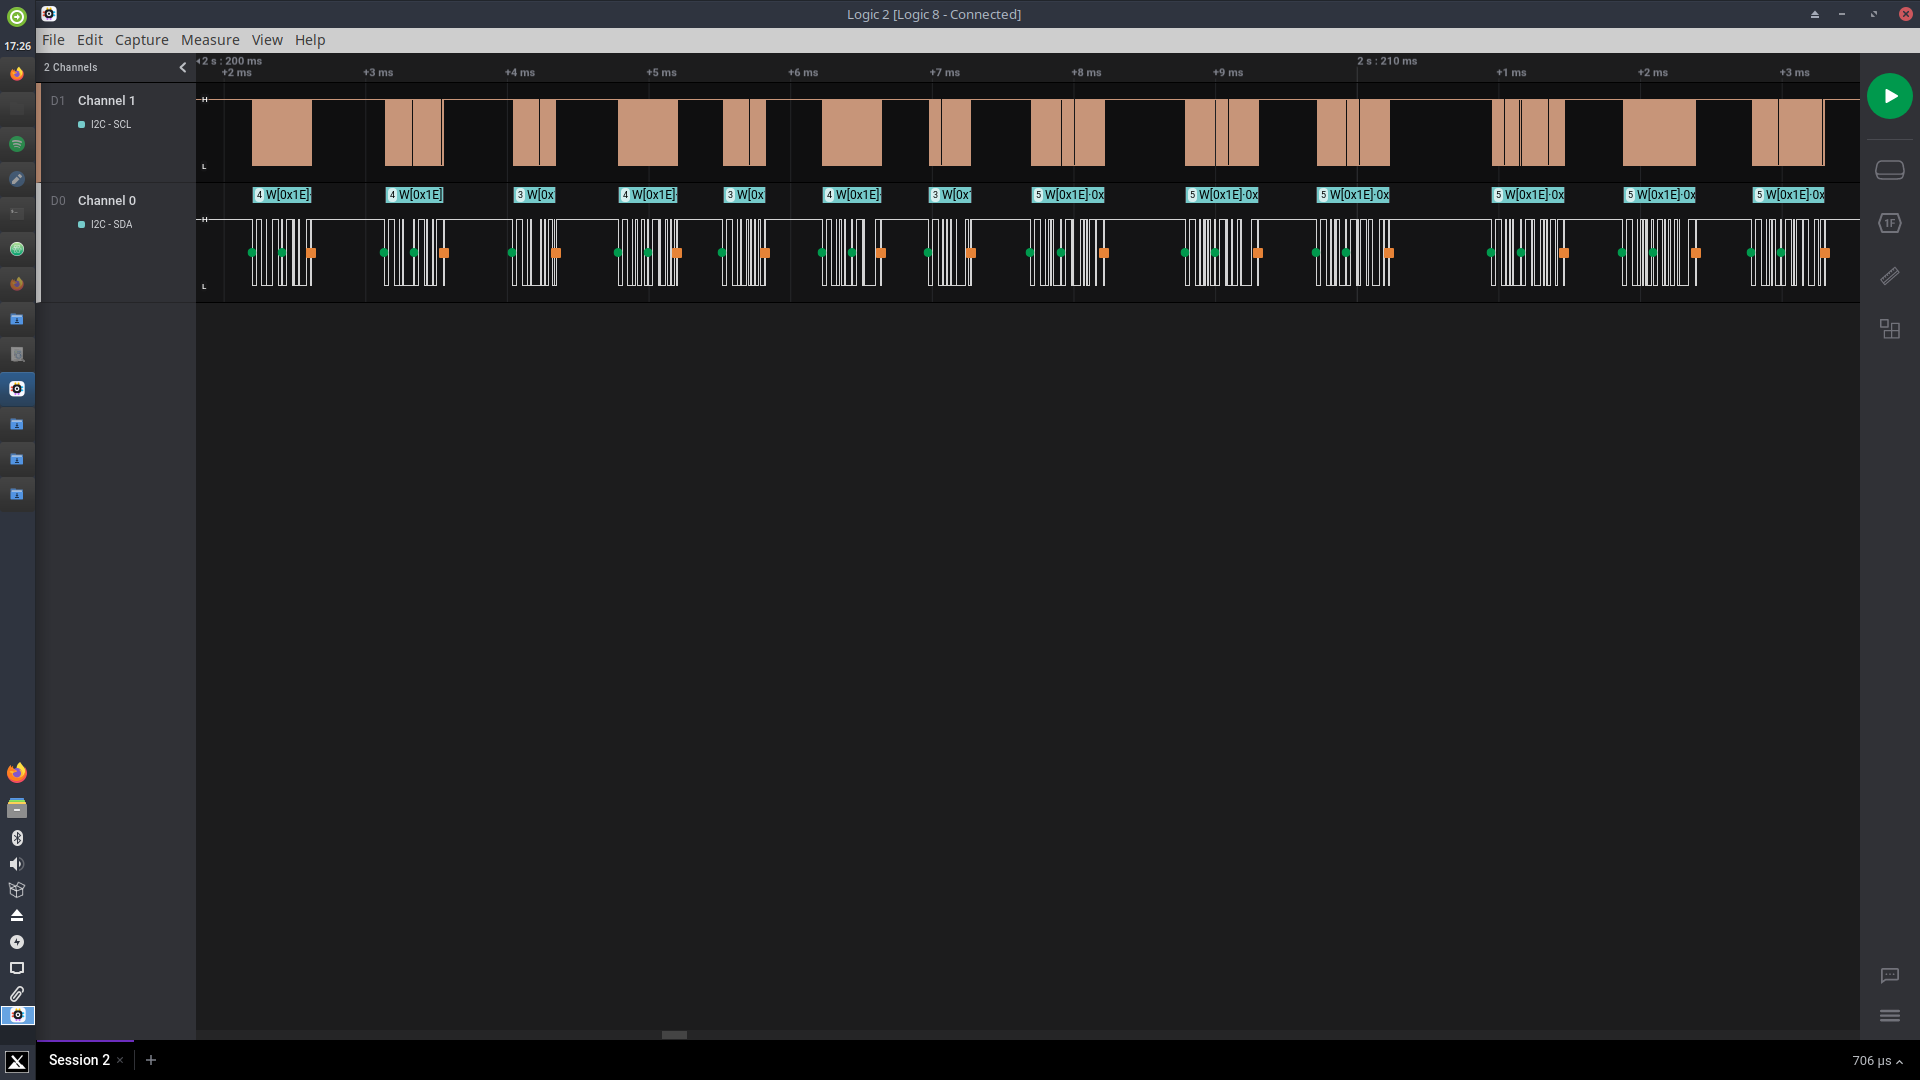 Logic 2 [Logic 8 - Connected]
17:26
File Edit Capture Measure View Help
2 Channels
2 s : 200 ms
2 s : 210 ms
+2 ms +3 ms +4 ms +5 ms +6 ms +7 ms +8 ms +9 ms +1 ms +2 ms +3 ms
D1 Channel 1
I2C - SCL
H
L
4 W[0x1E] 4 W[0x1E] 3 W[0x 4 W[0x1E] 3 W[0x 4 W[0x1E] 3 W[0x 5 W[0x1E]·0x 5 W[0x1E]·0x 5 W[0x1E]·0x 5 W[0x1E]·0x 5 W[0x1E]·0x 5 W[0x1E]·0x
D0 Channel 0
I2C - SDA
H
L
1F
Session 2 × +
706 µs